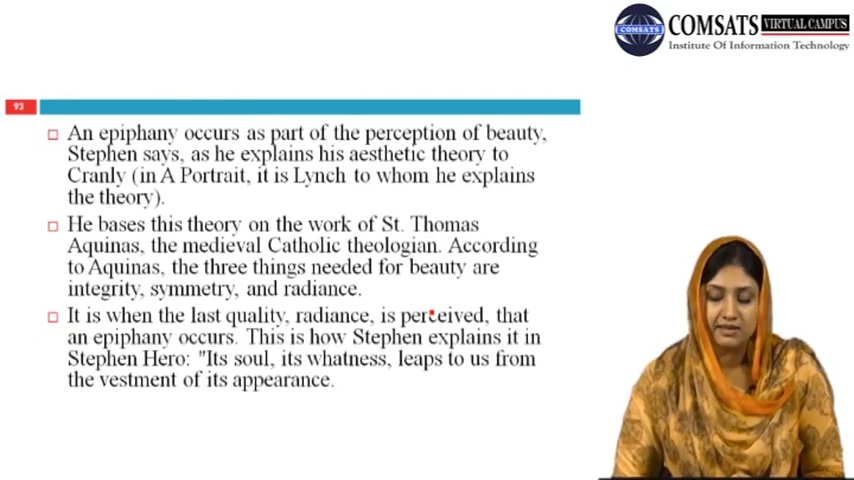 COMSATS
COMSATS VIRTUAL CAMPUS
Institute Of Information Technology
93
An epiphany occurs as part of the perception of beauty,
Stephen says, as he explains his aesthetic theory to
Cranly (in A Portrait, it is Lynch to whom he explains
the theory).
He bases this theory on the work of St. Thomas
Aquinas, the medieval Catholic theologian. According
to Aquinas, the three things needed for beauty are
integrity, symmetry, and radiance.
It is when the last quality, radiance, is perceived, that
an epiphany occurs. This is how Stephen explains it in
Stephen Hero: "Its soul, its whatness, leaps to us from
the vestment of its appearance.